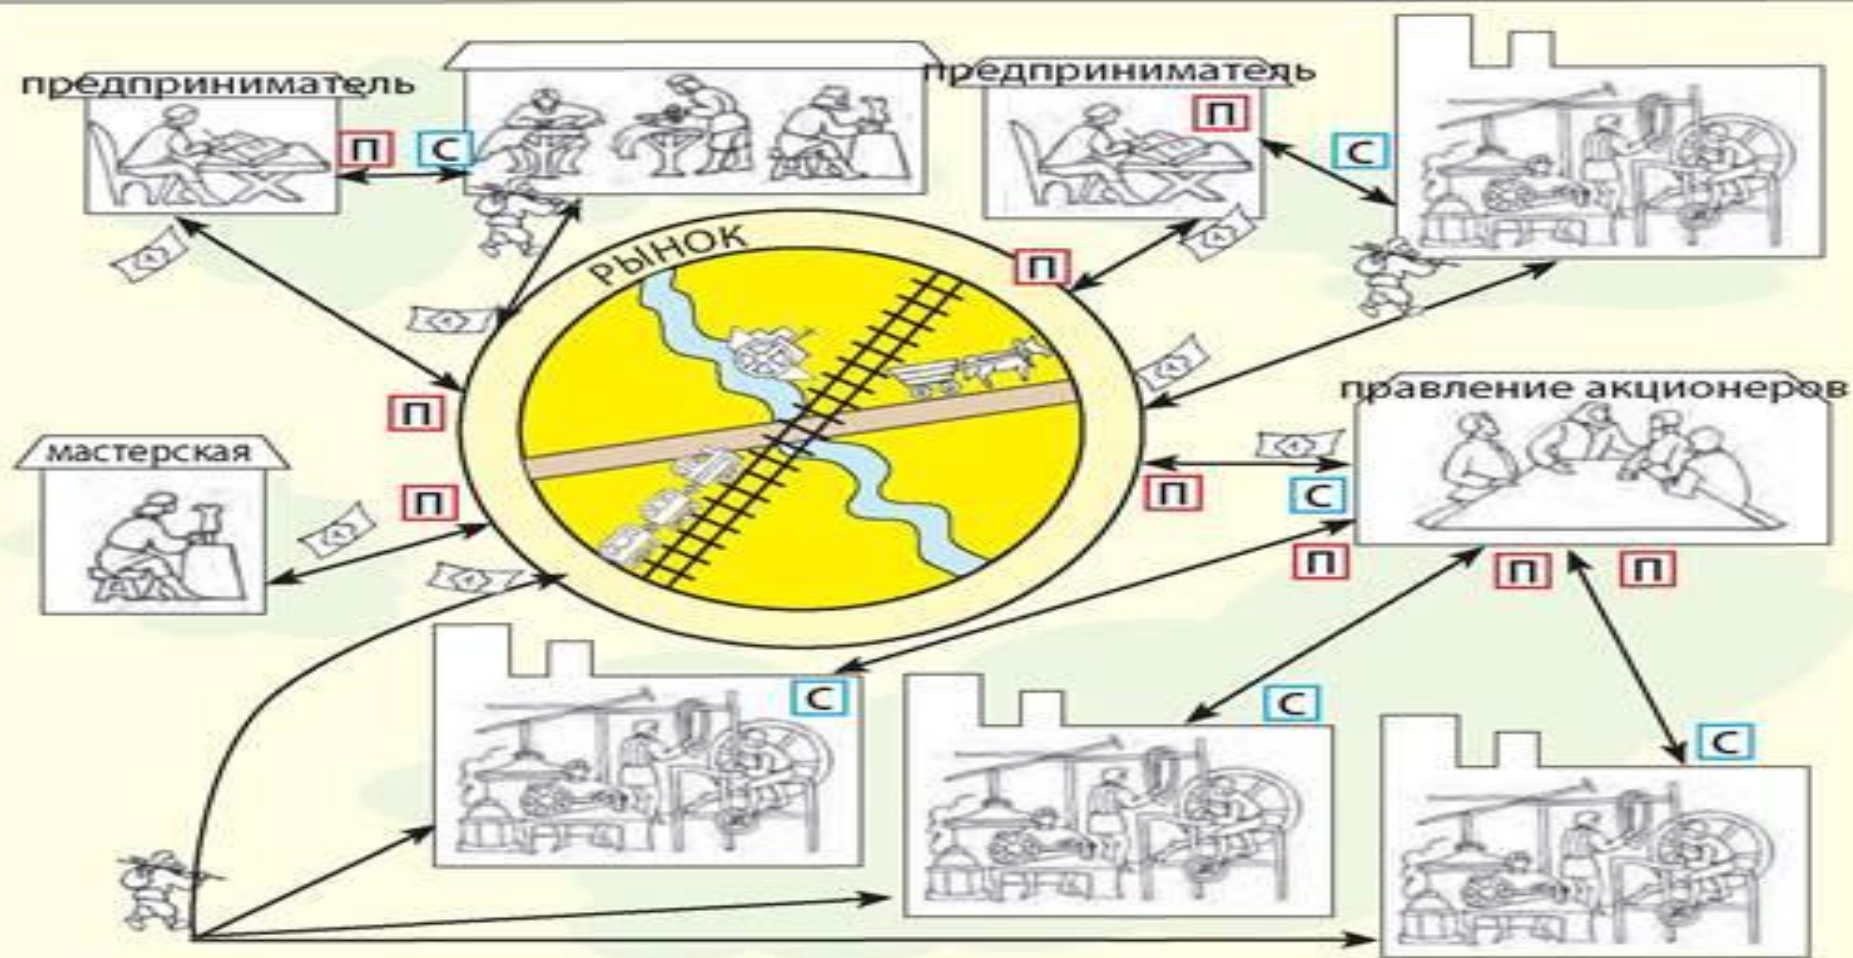 предприниматель
предприниматель
П
П
С
С
РЫНОК
П
правление акционеров
П
мастерская
П
П
С
П
П
П
С
С
С